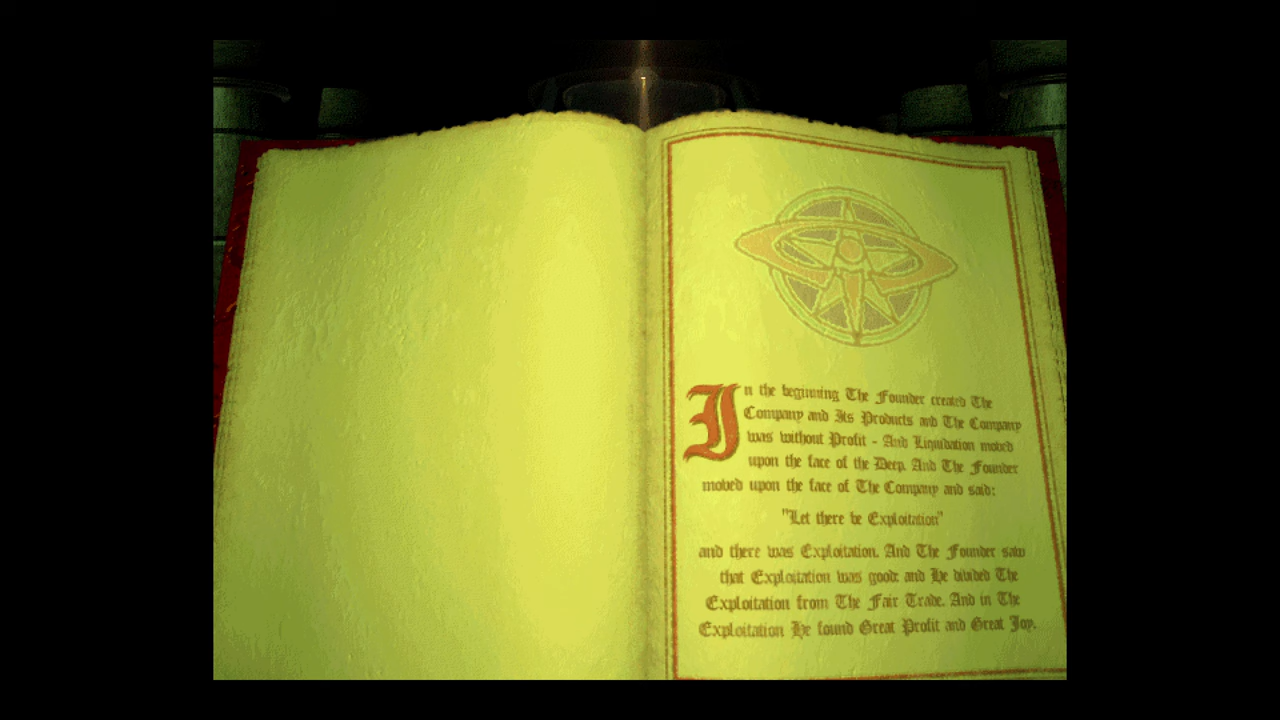 In the beginning The Founder created The
Company and Its Products and The Company
was without Profit - And Liquidation moved
upon the face of the Deep. And The Founder
moved upon the face of The Company and said:
"Let there be Exploitation"
and there was Exploitation. And The Founder saw
that Exploitation was good: and He divided The
Exploitation from The Fair Trade. And in The
Exploitation He found Great Profit and Great Joy.